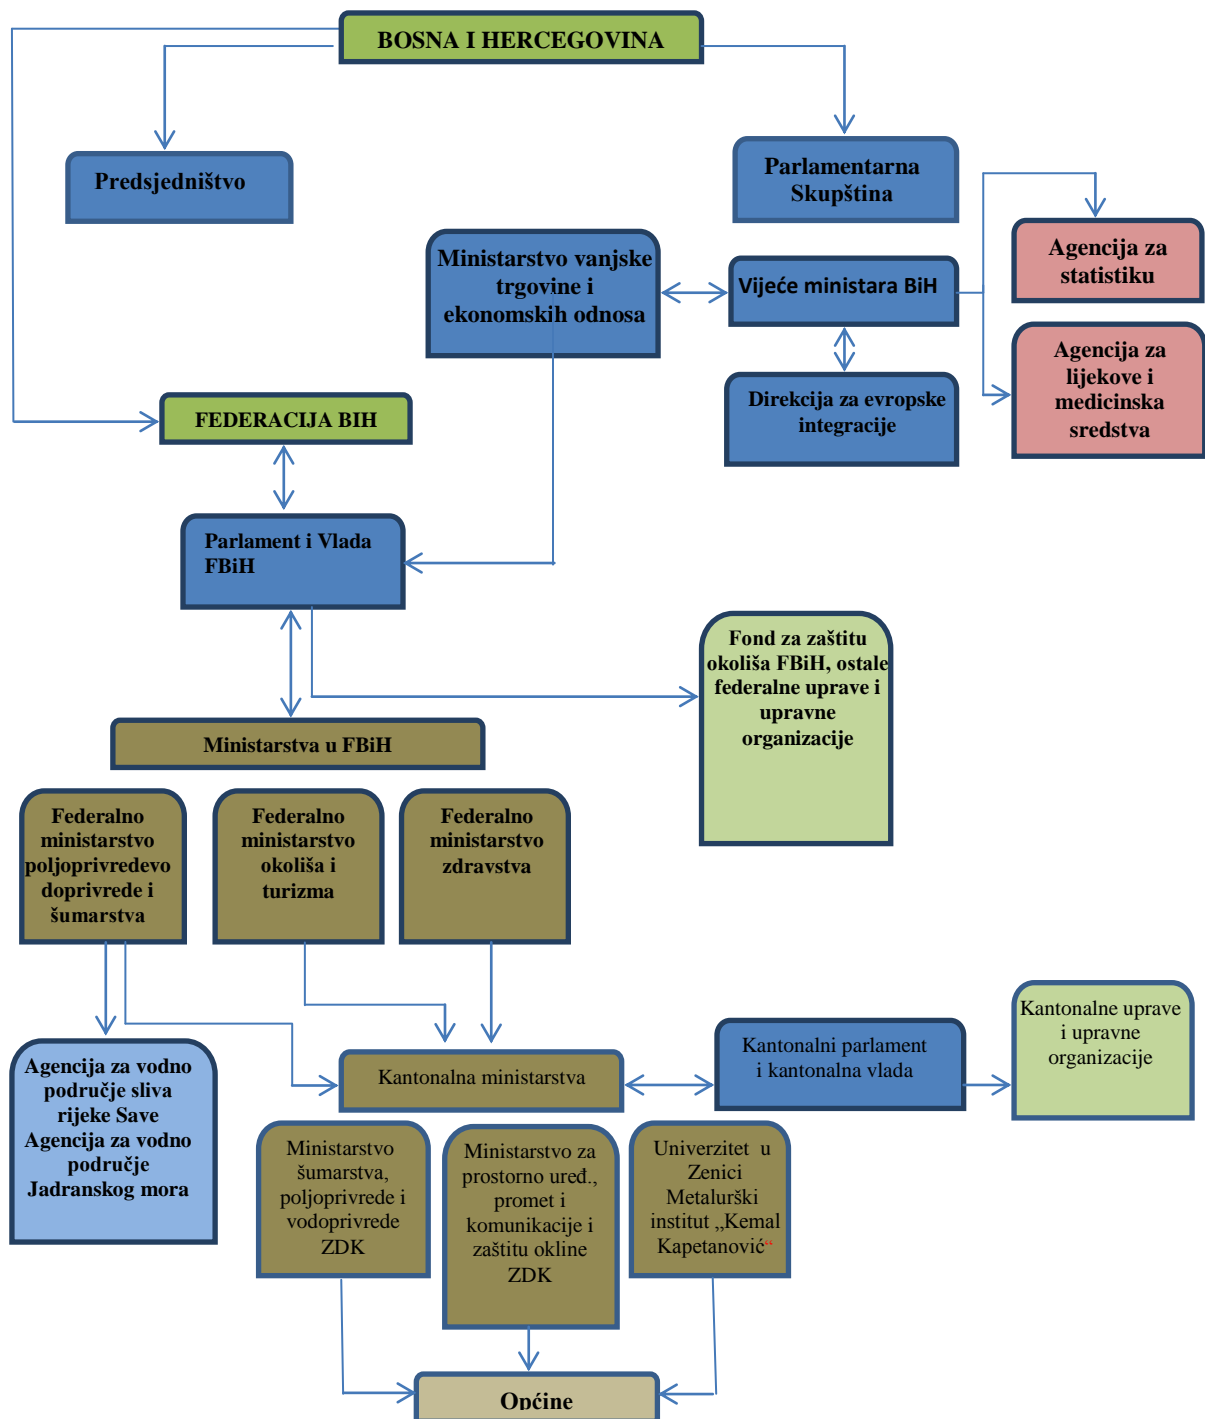 BOSNA I HERCEGOVINA
Predsjedništvo
Parlamentarna
Skupština
Ministarstvo vanjske
trgovine i
ekonomskih odnosa
Vijeće ministara BiH
Agencija za
statistiku
Agencija za
lijekove i
medicinska
sredstva
Direkcija za evropske
integracije
FEDERACIJA BIH
Parlament i Vlada
FBiH
Fond za zaštitu
okoliša FBiH, ostale
federalne uprave i
upravne
organizacije
Ministarstva u FBiH
Federalno
ministarstvo
poljoprivredevo
doprivrede i
šumarstva
Federalno
ministarstvo
okoliša i
turizma
Federalno
ministarstvo
zdravstva
Agencija za vodno
područje sliva
rijeke Save
Agencija za vodno
područje
Jadranskog mora
Kantonalna ministarstva
Kantonalni parlament
i kantonalna vlada
Kantonalne uprave
i upravne
organizacije
Ministarstvo
šumarstva,
poljoprivrede i
vodoprivrede
ZDK
Ministarstvo za
prostorno uređ.,
promet i
komunikacije i
zaštitu okline
ZDK
Univerzitet u
Zenici
Metalurški
institut „Kemal
Kapetanović“
Općine